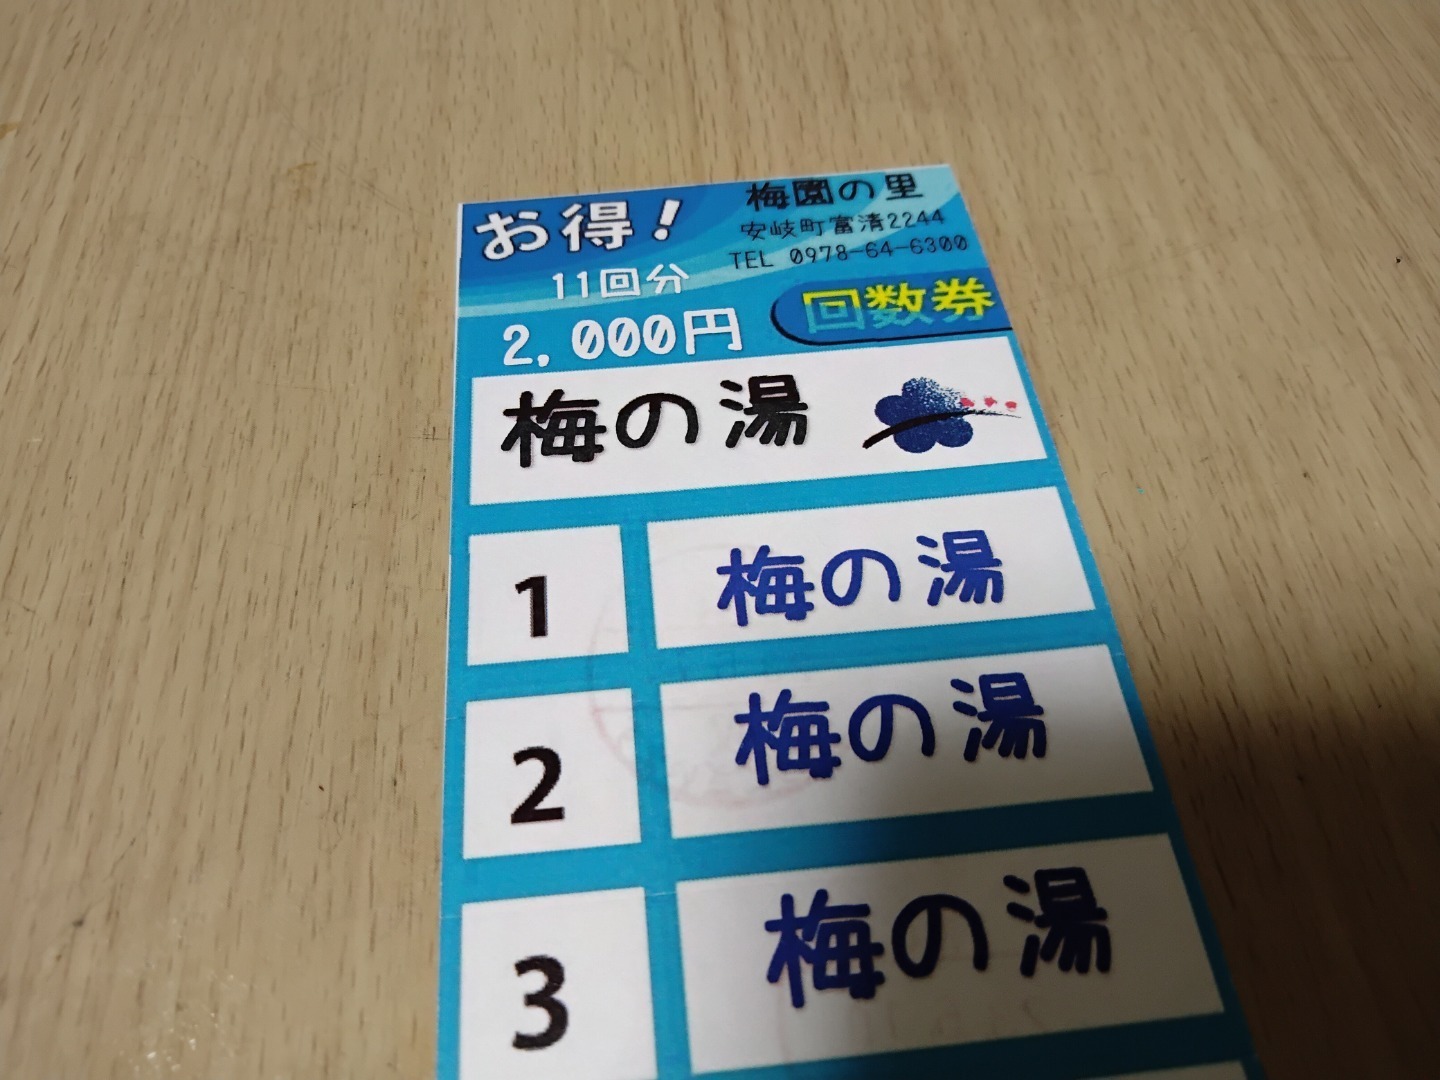 お得!
11回分
2,000円
梅園の里
安岐町富清2244
TEL 0978-64-6300
回数券
梅の湯
1 梅の湯
2 梅の湯
3 梅の湯